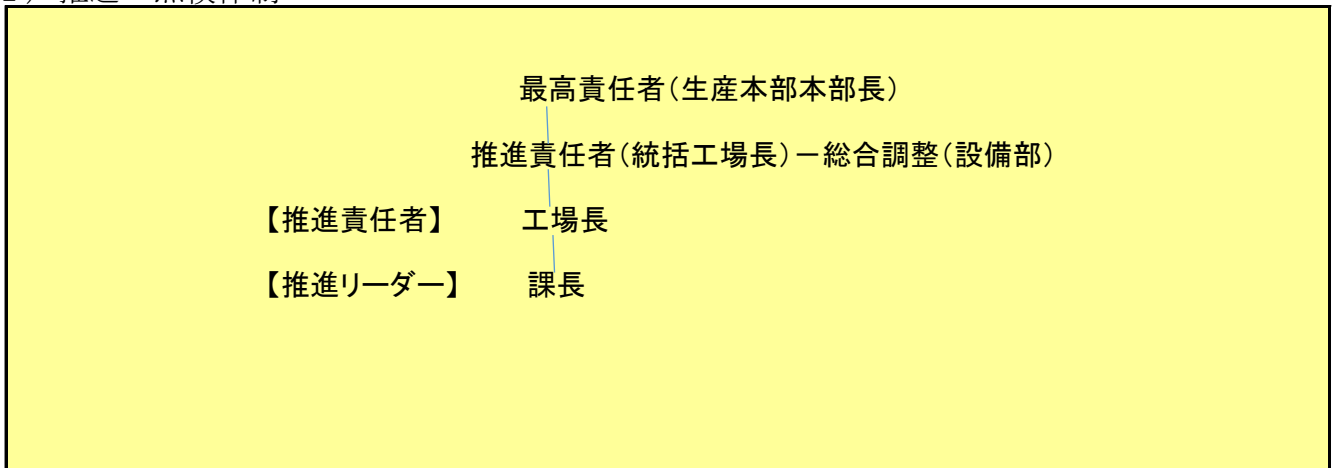 最高責任者（生産本部本部長）
推進責任者（統括工場長）－総合調整（設備部）
【推進責任者】　工場長
【推進リーダー】　課長